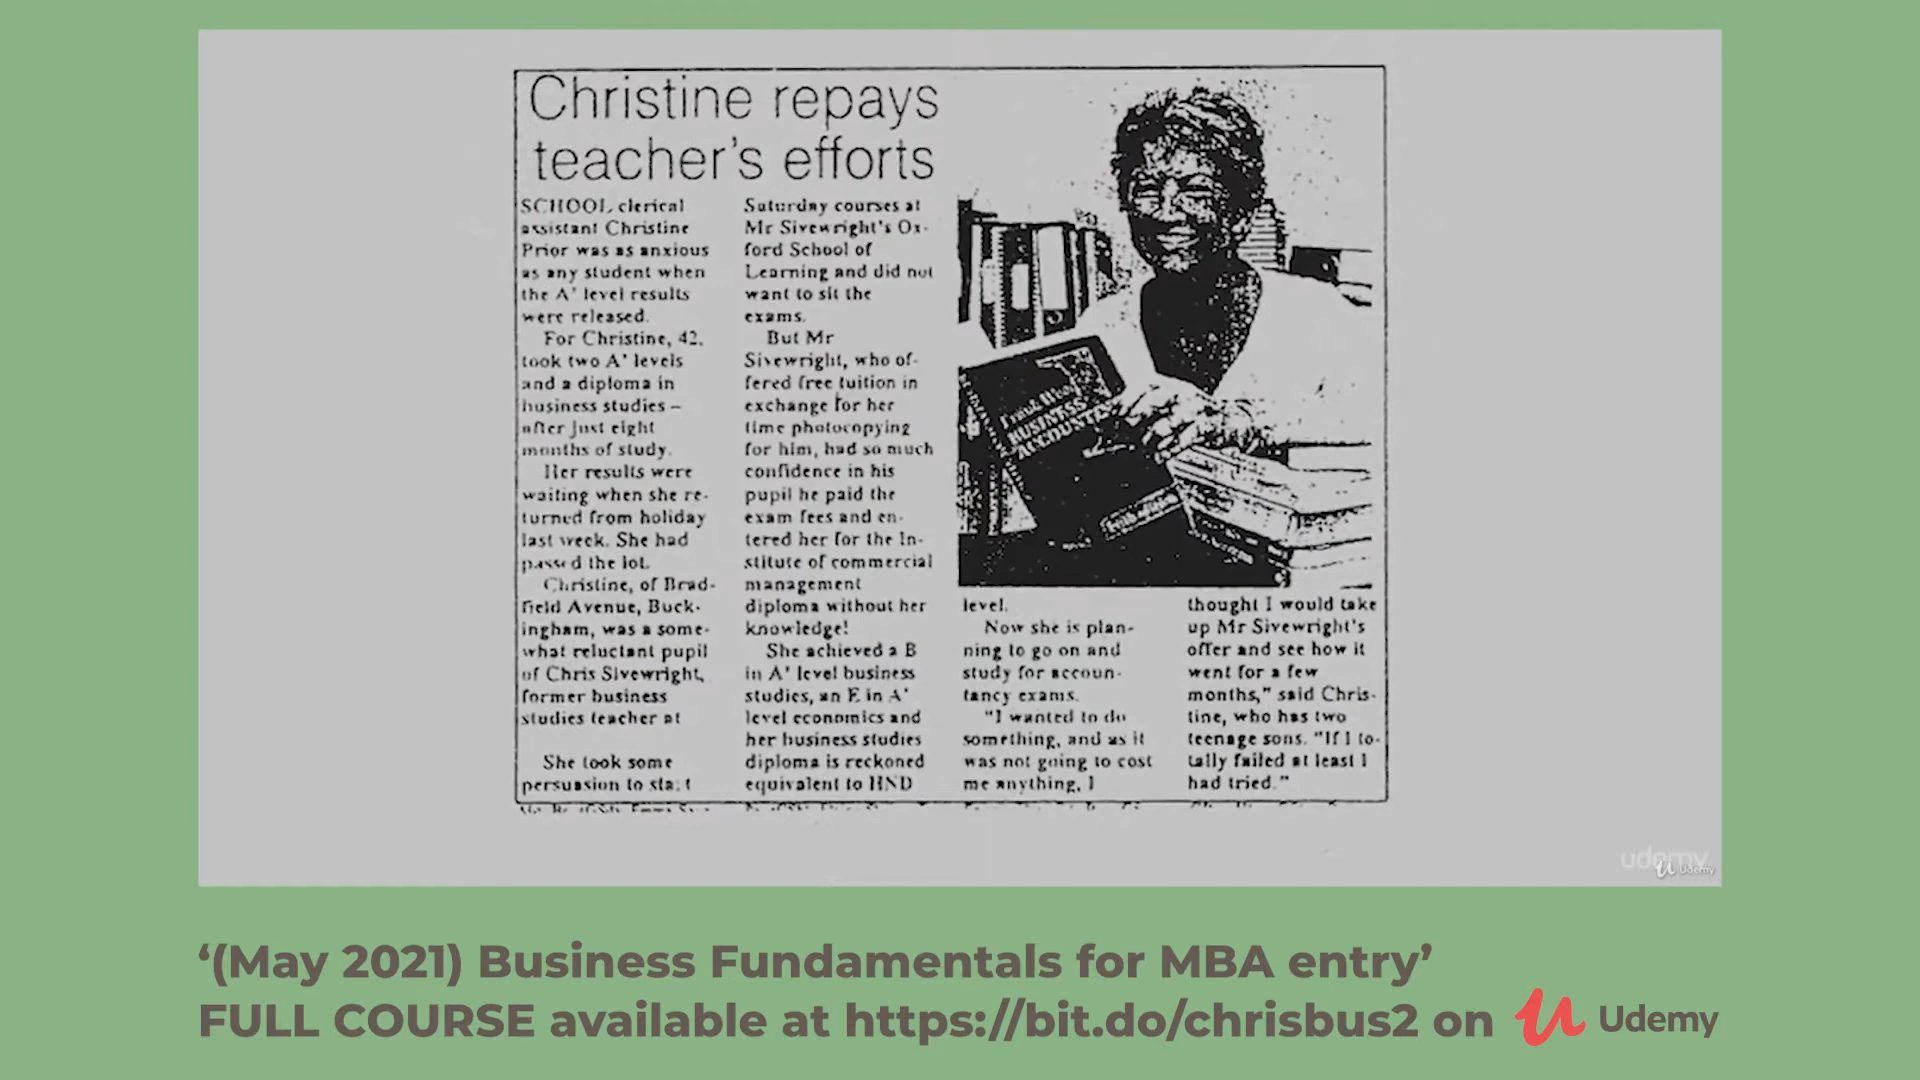 Christine repays
teacher's efforts
SCHOOL clerical
assistant Christine
Prior was as anxious
as any student when
the A' level results
were released.
For Christine, 42,
took two A' levels
and a diploma in
business studies –
after just eight
months of study.
Her results were
waiting when she re-
turned from holiday
last week. She had
passed the lot.
Christine, of Brad-
field Avenue, Buck-
ingham, was a some-
what reluctant pupil
of Chris Sivewright,
former business
studies teacher at
She took some
persuasion to start
Saturday courses at
Mr Sivewright's Ox-
ford School of
Learning and did not
want to sit the
exams.
But Mr
Sivewright, who of-
fered free tuition in
exchange for her
time photocopying
for him, had so much
confidence in his
pupil he paid the
exam fees and en-
tered her for the In-
stitute of commercial
management
diploma without her
knowledge!
She achieved a B
in A' level business
studies, an E in A'
level economics and
her business studies
diploma is reckoned
equivalent to HND
level.
Now she is plan-
ning to go on and
study for accoun-
tancy exams.
"I wanted to do
something, and as it
was not going to cost
me anything, I
thought I would take
up Mr Sivewright's
offer and see how it
went for a few
months," said Chris-
tine, who has two
teenage sons. "If I to-
tally failed at least I
had tried."
BUSINESS
ACCOUNTS
udemy
Udemy
‘(May 2021) Business Fundamentals for MBA entry’
FULL COURSE available at https://bit.do/chrisbus2 on Udemy